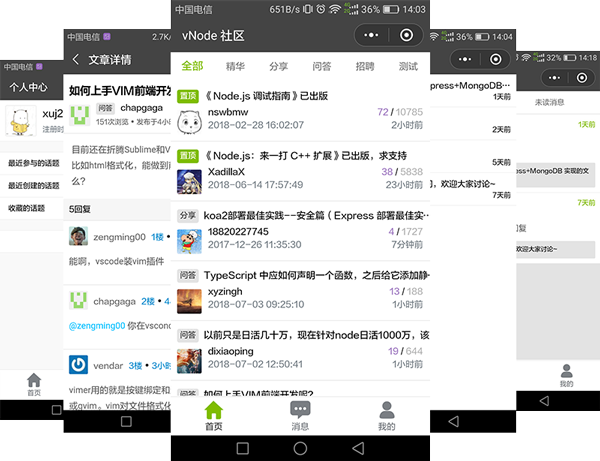 中国电信
个人中心
xuj2
注册时
最近参与的话题
最近创建的话题
收藏的话题
首页
中国电信 2.7K/
文章详情
如何上手VIM前端开发
问答 chapgaga
151次浏览 • 发布于4小
目前还在折腾Sublime和V
比如html格式化，能做到
么？
5回复
zengming00 1楼 •
能啊，vscode装vim插件
chapgaga 2楼 • 4
@zengming00 你在vscod
vendar 3楼 • 3小
vimer用的就是按键绑定和
或gvim。vim对文件格式化
中国电信 651B/s 36% 14:03
vNode 社区
全部 精华 分享 问答 招聘 测试
置顶 《 Node.js 调试指南》已出版
nswbmw 72 / 10785
2018-02-28 16:02:07 2小时前
置顶 《 Node.js：来一打 C++ 扩展》已出版，求支持
XadillaX 38 / 5838
2018-06-14 17:57:49 23小时前
分享 koa2部署最佳实践--安全篇（ Express 部署最佳实…
18820227745 4 / 1727
2017-12-26 11:35:30 7分钟前
问答 TypeScript 中应如何声明一个函数，之后给它添加静…
xyzingh 13 / 188
2018-07-03 09:25:10 1小时前
问答 以前只是日活几十万，现在针对node日活1000万，该
dixiaoping 19 / 644
2018-07-02 12:50:41 1小时前
问答 如何上手VIM前端开发呢?
首页 消息 我的
36% 14:04
press+MongoDB…
1天前
2天前
5天前
，欢迎大家讨论~
7天前
我的
32% 14:18
未读消息
1天前
ress+MongoDB 实现的文
7天前
回复
欢迎大家讨论~
我的